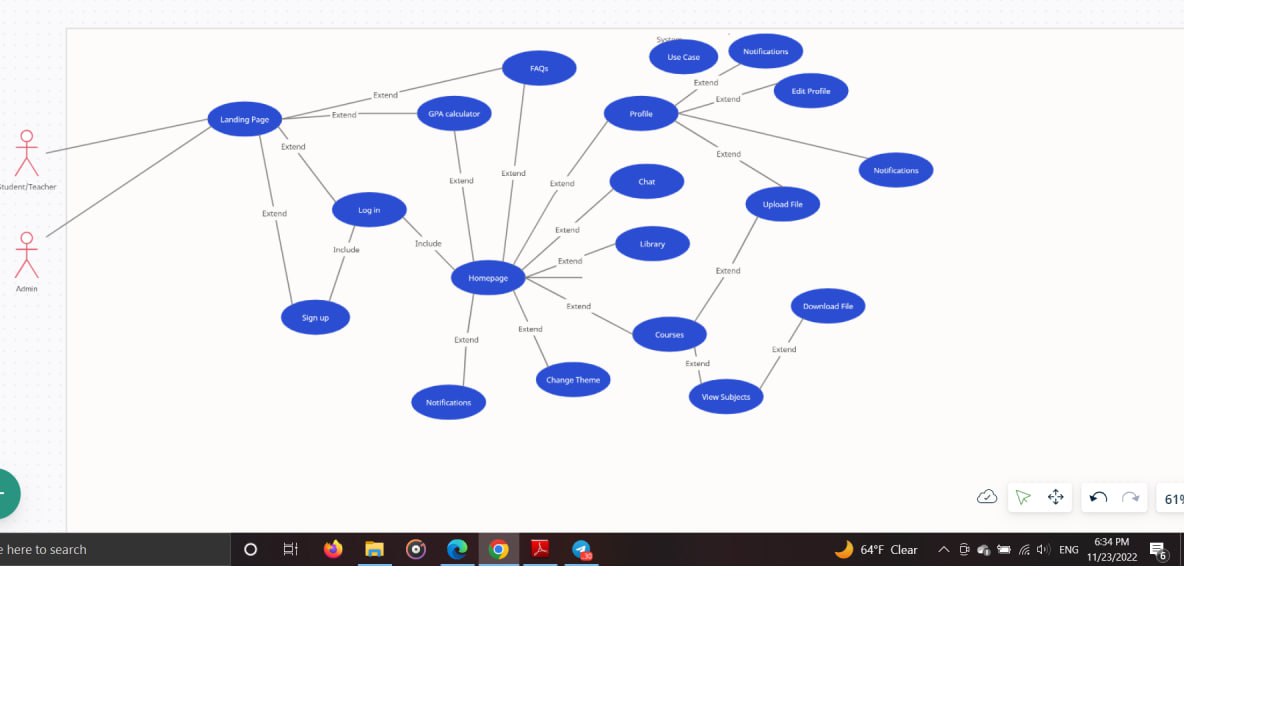 System
Use Case
Notifications
FAQs
Extend
Edit Profile
Extend
Extend
Landing Page
Extend
GPA calculator
Profile
Extend
Extend
Student/Teacher
Extend
Extend
Extend
Chat
Notifications
Extend
Log in
Upload File
Extend
Extend
Include
Include
Library
Admin
Homepage
Extend
Extend
Extend
Download File
Sign up
Extend
Courses
Extend
Extend
Extend
Change Theme
View Subjects
Notifications
61%
e here to search
64°F Clear
ENG
6:34 PM
11/23/2022
6